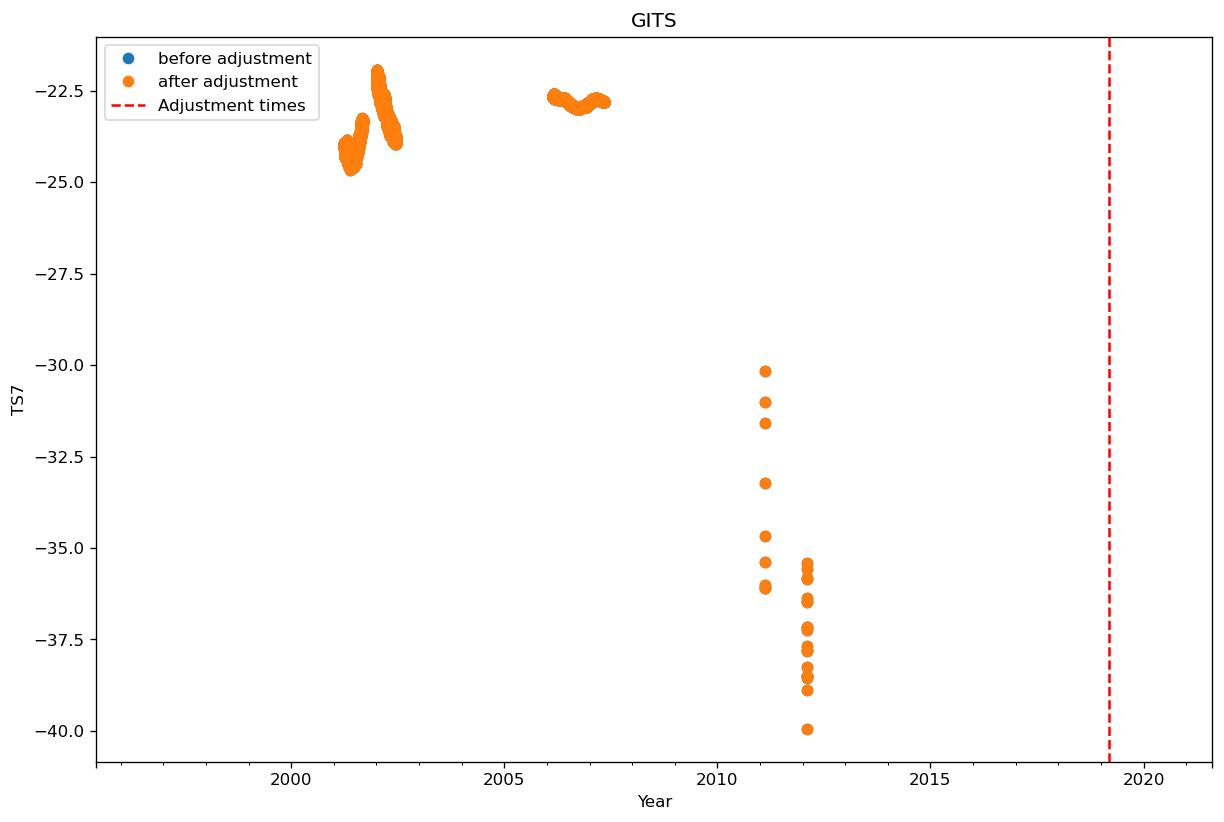 GITS
before adjustment
after adjustment
Adjustment times
−22.5
−25.0
−27.5
−30.0
−32.5
−35.0
−37.5
−40.0
TS7
2000 2005 2010 2015 2020
Year